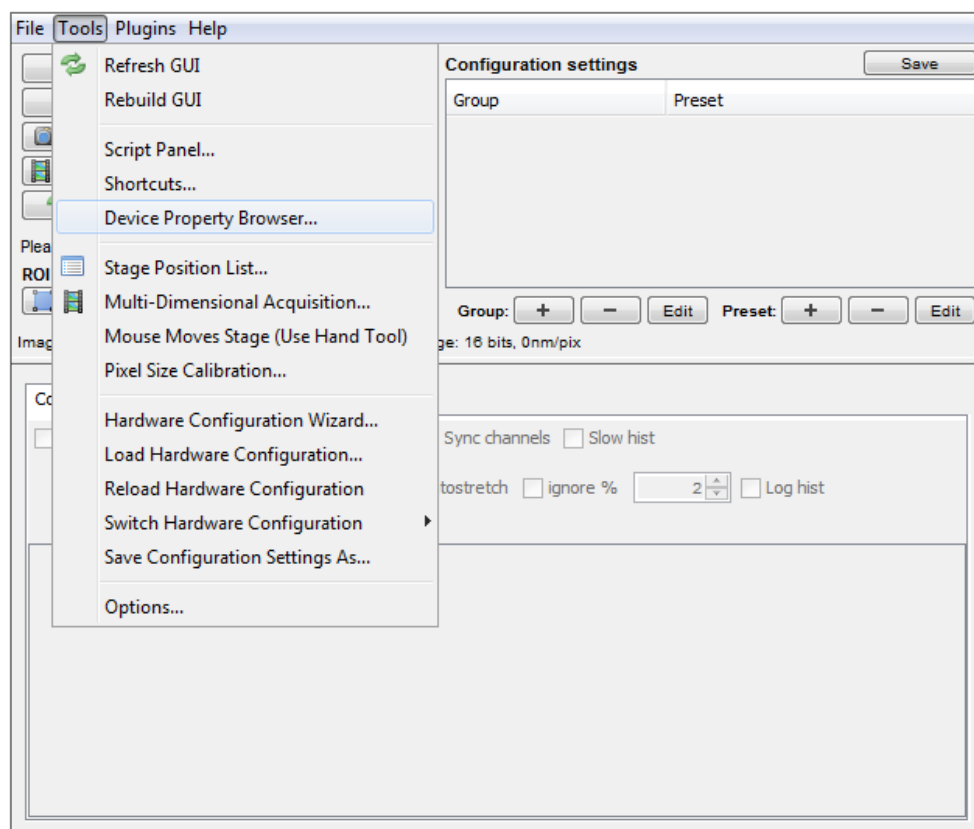 File Tools Plugins Help
Refresh GUI
Rebuild GUI
Script Panel...
Shortcuts...
Device Property Browser...
Stage Position List...
Multi-Dimensional Acquisition...
Mouse Moves Stage (Use Hand Tool)
Pixel Size Calibration...
Hardware Configuration Wizard...
Load Hardware Configuration...
Reload Hardware Configuration
Switch Hardware Configuration
Save Configuration Settings As...
Options...
Configuration settings Save
Group Preset
Group: + − Edit Preset: + − Edit
ROI
16 bits, 0nm/pix
Sync channels Slow hist
ignore % 2 Log hist